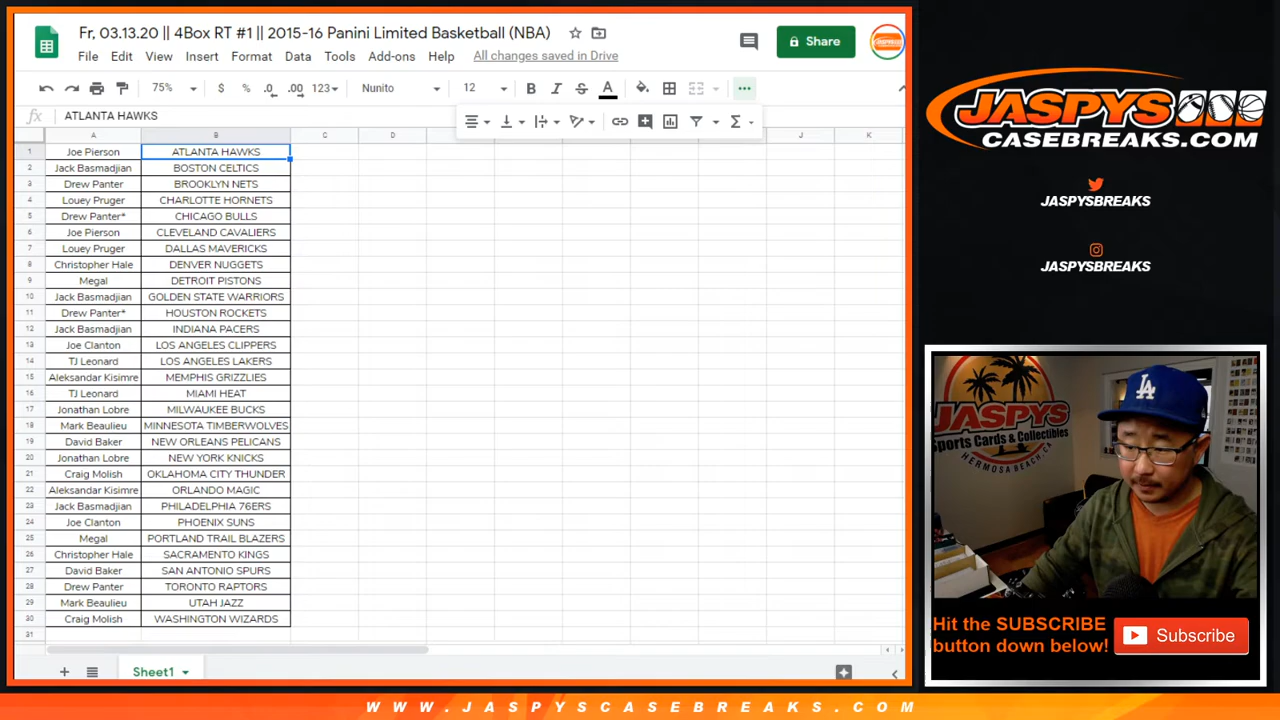 Fr, 03.13.20 || 4Box RT #1 || 2015-16 Panini Limited Basketball (NBA)
File Edit View Insert Format Data Tools Add-ons Help All changes saved in Drive
Share
75% $ % .0 .00 123 Nunito 12 B I S A
fx ATLANTA HAWKS
A B C D J K
1 Joe Pierson ATLANTA HAWKS
2 Jack Basmadjian BOSTON CELTICS
3 Drew Panter BROOKLYN NETS
4 Louey Pruger CHARLOTTE HORNETS
5 Drew Panter* CHICAGO BULLS
6 Joe Pierson CLEVELAND CAVALIERS
7 Louey Pruger DALLAS MAVERICKS
8 Christopher Hale DENVER NUGGETS
9 Megal DETROIT PISTONS
10 Jack Basmadjian GOLDEN STATE WARRIORS
11 Drew Panter* HOUSTON ROCKETS
12 Jack Basmadjian INDIANA PACERS
13 Joe Clanton LOS ANGELES CLIPPERS
14 TJ Leonard LOS ANGELES LAKERS
15 Aleksandar Kisimre MEMPHIS GRIZZLIES
16 TJ Leonard MIAMI HEAT
17 Jonathan Lobre MILWAUKEE BUCKS
18 Mark Beaulieu MINNESOTA TIMBERWOLVES
19 David Baker NEW ORLEANS PELICANS
20 Jonathan Lobre NEW YORK KNICKS
21 Craig Molish OKLAHOMA CITY THUNDER
22 Aleksandar Kisimre ORLANDO MAGIC
23 Jack Basmadjian PHILADELPHIA 76ERS
24 Joe Clanton PHOENIX SUNS
25 Megal PORTLAND TRAIL BLAZERS
26 Christopher Hale SACRAMENTO KINGS
27 David Baker SAN ANTONIO SPURS
28 Drew Panter TORONTO RAPTORS
29 Mark Beaulieu UTAH JAZZ
30 Craig Molish WASHINGTON WIZARDS
31
Sheet1
JASPYS
CASEBREAKS.COM
JASPYSBREAKS
JASPYSBREAKS
JASPYS
Sports Cards & Collectibles
HERMOSA BEACH, CA
LA
Hit the SUBSCRIBE
button down below!
Subscribe
WWW.JASPYSCASEBREAKS.COM